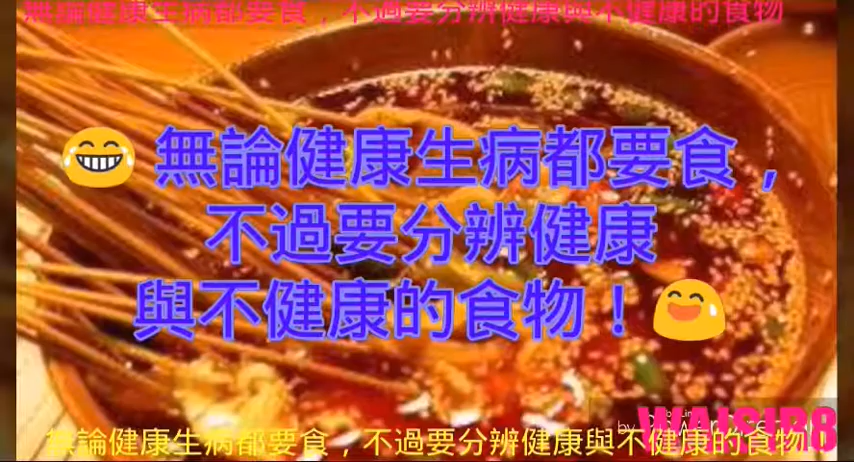 無論健康生病都要食，不過要分辨健康與不健康的食物
😂 無論健康生病都要食，
不過要分辨健康
與不健康的食物！😅
by
WAISIR8
無論健康生病都要食，不過要分辨健康與不健康的食物